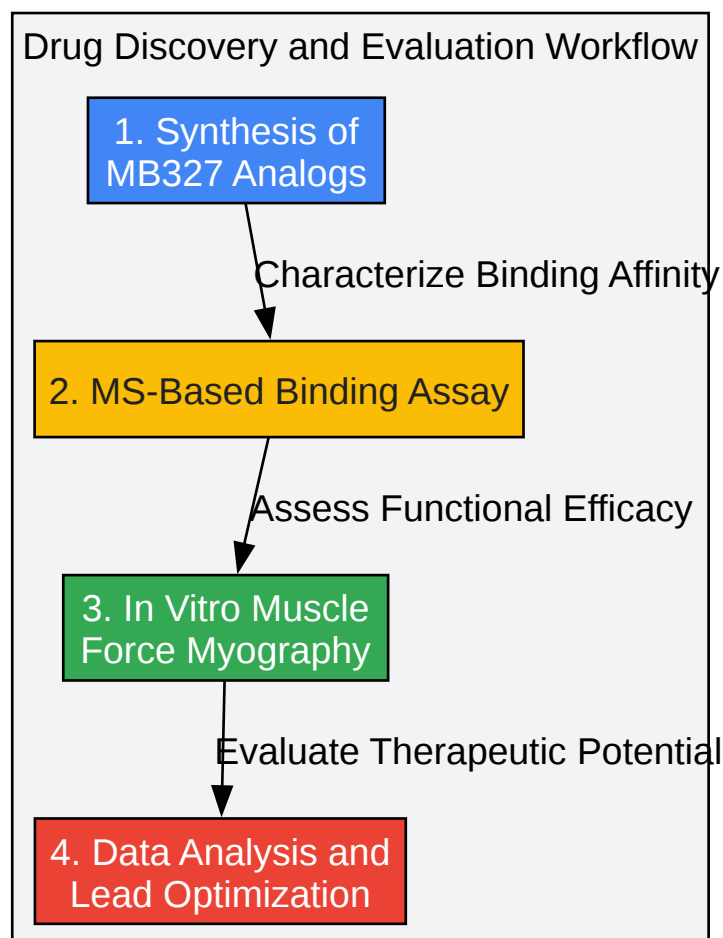 Drug Discovery and Evaluation Workflow
1. Synthesis of
MB327 Analogs
Characterize Binding Affinity
2. MS-Based Binding Assay
Assess Functional Efficacy
3. In Vitro Muscle
Force Myography
Evaluate Therapeutic Potential
4. Data Analysis and
Lead Optimization